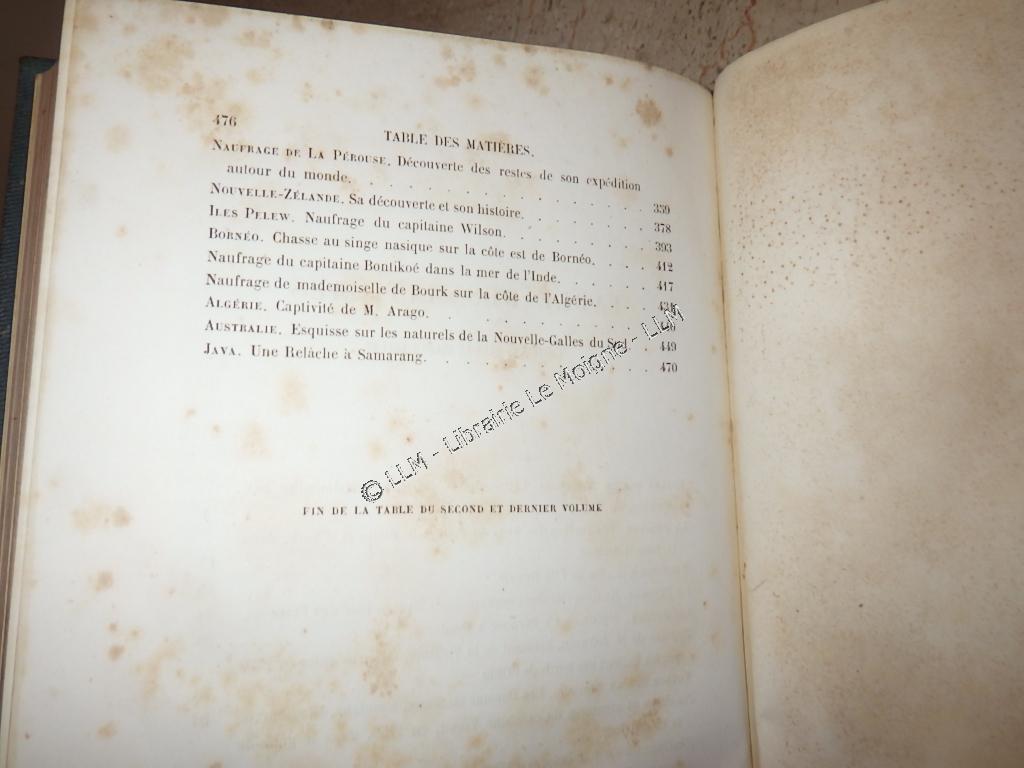 476
TABLE DES MATIÈRES.
NAUFRAGE DE LA PÉROUSE. Découverte des restes de son expédition
autour du monde. . . . . . . . . . . . . . 359
NOUVELLE-ZÉLANDE. Sa découverte et son histoire. . . . . . . 378
ILES PELEW. Naufrage du capitaine Wilson. . . . . . . . 393
BORNÉO. Chasse au singe nasique sur la côte est de Bornéo. . . . 412
Naufrage du capitaine Bontikoé dans la mer de l'Inde. . . . . 417
Naufrage de mademoiselle de Bourk sur la côte de l'Algérie. . . .
ALGÉRIE. Captivité de M. Arago. . . . . . . . . .
AUSTRALIE. Esquisse sur les naturels de la Nouvelle-Galles du Sud . 449
JAVA. Une Relâche à Samarang. . . . . . . . . . 470
© LLM - Librairie Le Moigne - LLM
FIN DE LA TABLE DU SECOND ET DERNIER VOLUME